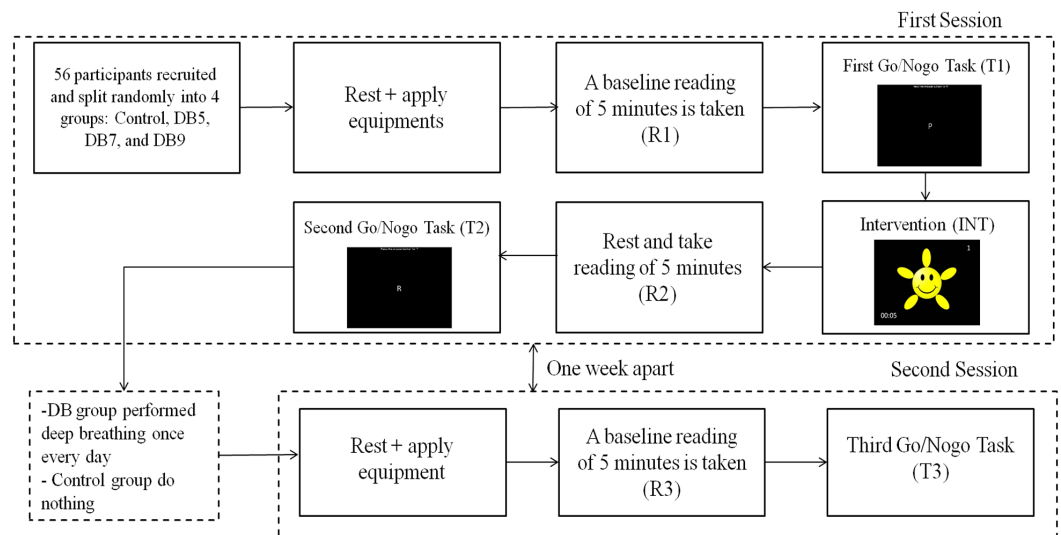 First Session
56 participants recruited
and split randomly into 4
groups: Control, DB5,
DB7, and DB9
Rest + apply
equipments
A baseline reading
of 5 minutes is taken
(R1)
First Go/Nogo Task (T1)
P
Intervention (INT)
1
00:05
Rest and take
reading of 5 minutes
(R2)
Second Go/Nogo Task (T2)
R
One week apart
Second Session
-DB group performed
deep breathing once
every day
- Control group do
nothing
Rest + apply
equipment
A baseline reading
of 5 minutes is taken
(R3)
Third Go/Nogo Task
(T3)